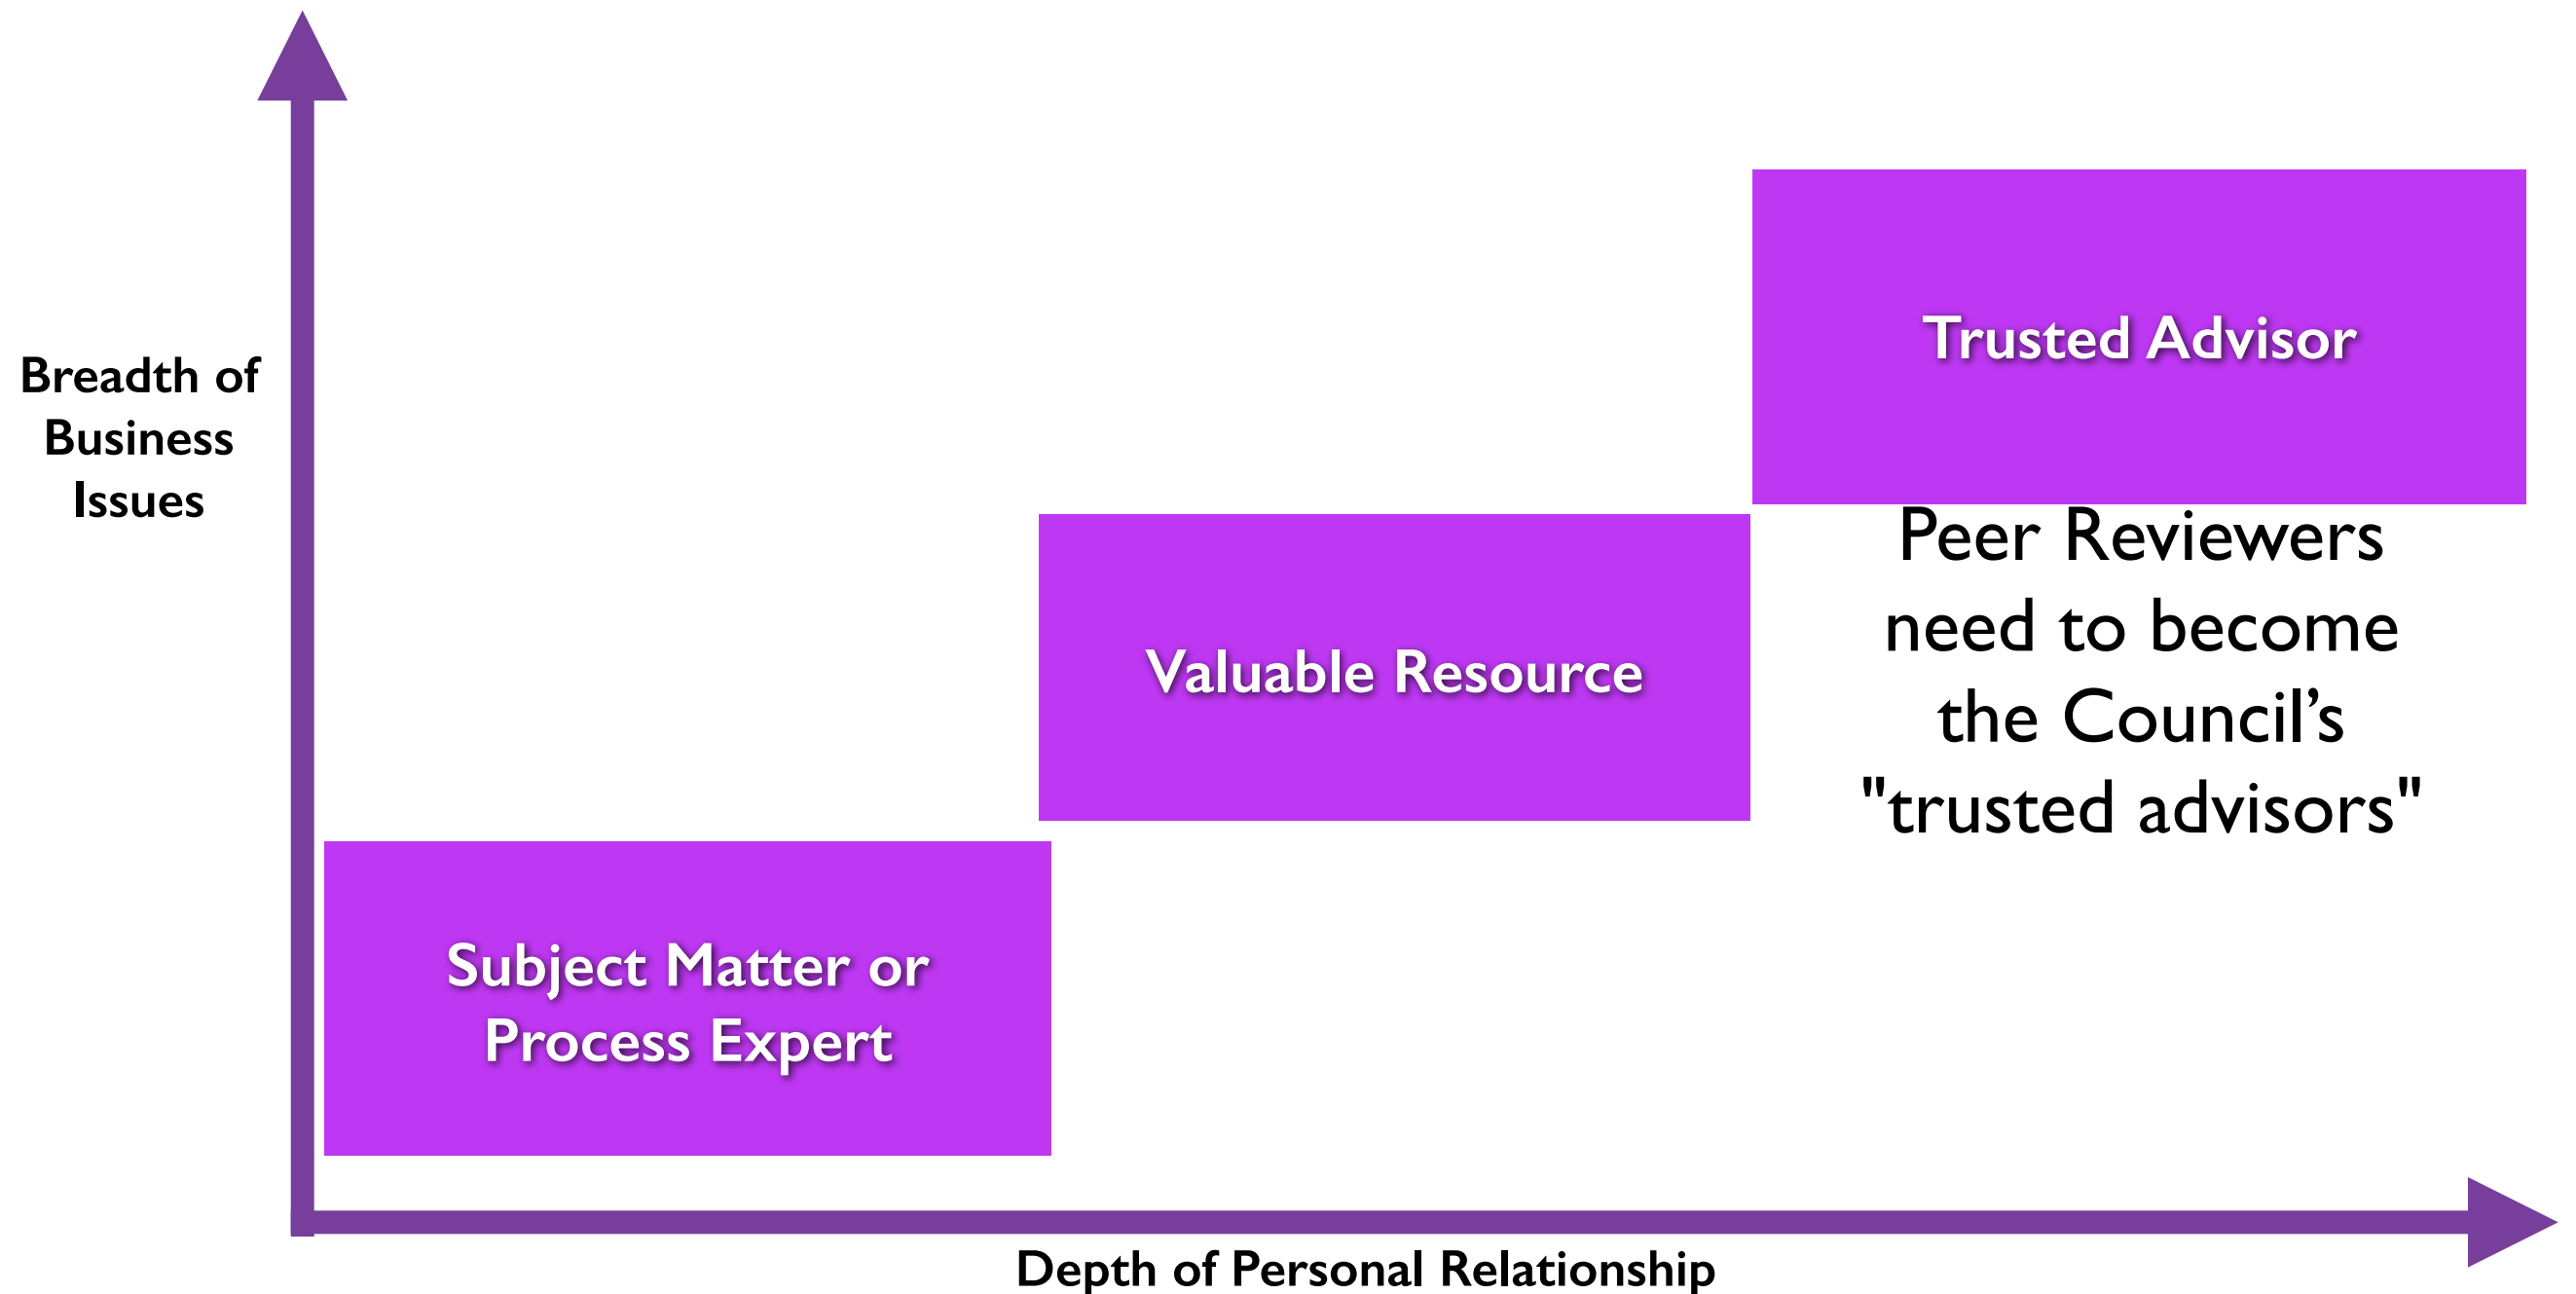 Trusted Advisor
Breadth of
Business
Issues
Peer Reviewers
need to become
the Council’s
"trusted advisors"
Valuable Resource
Subject Matter or
Process Expert
Depth of Personal Relationship